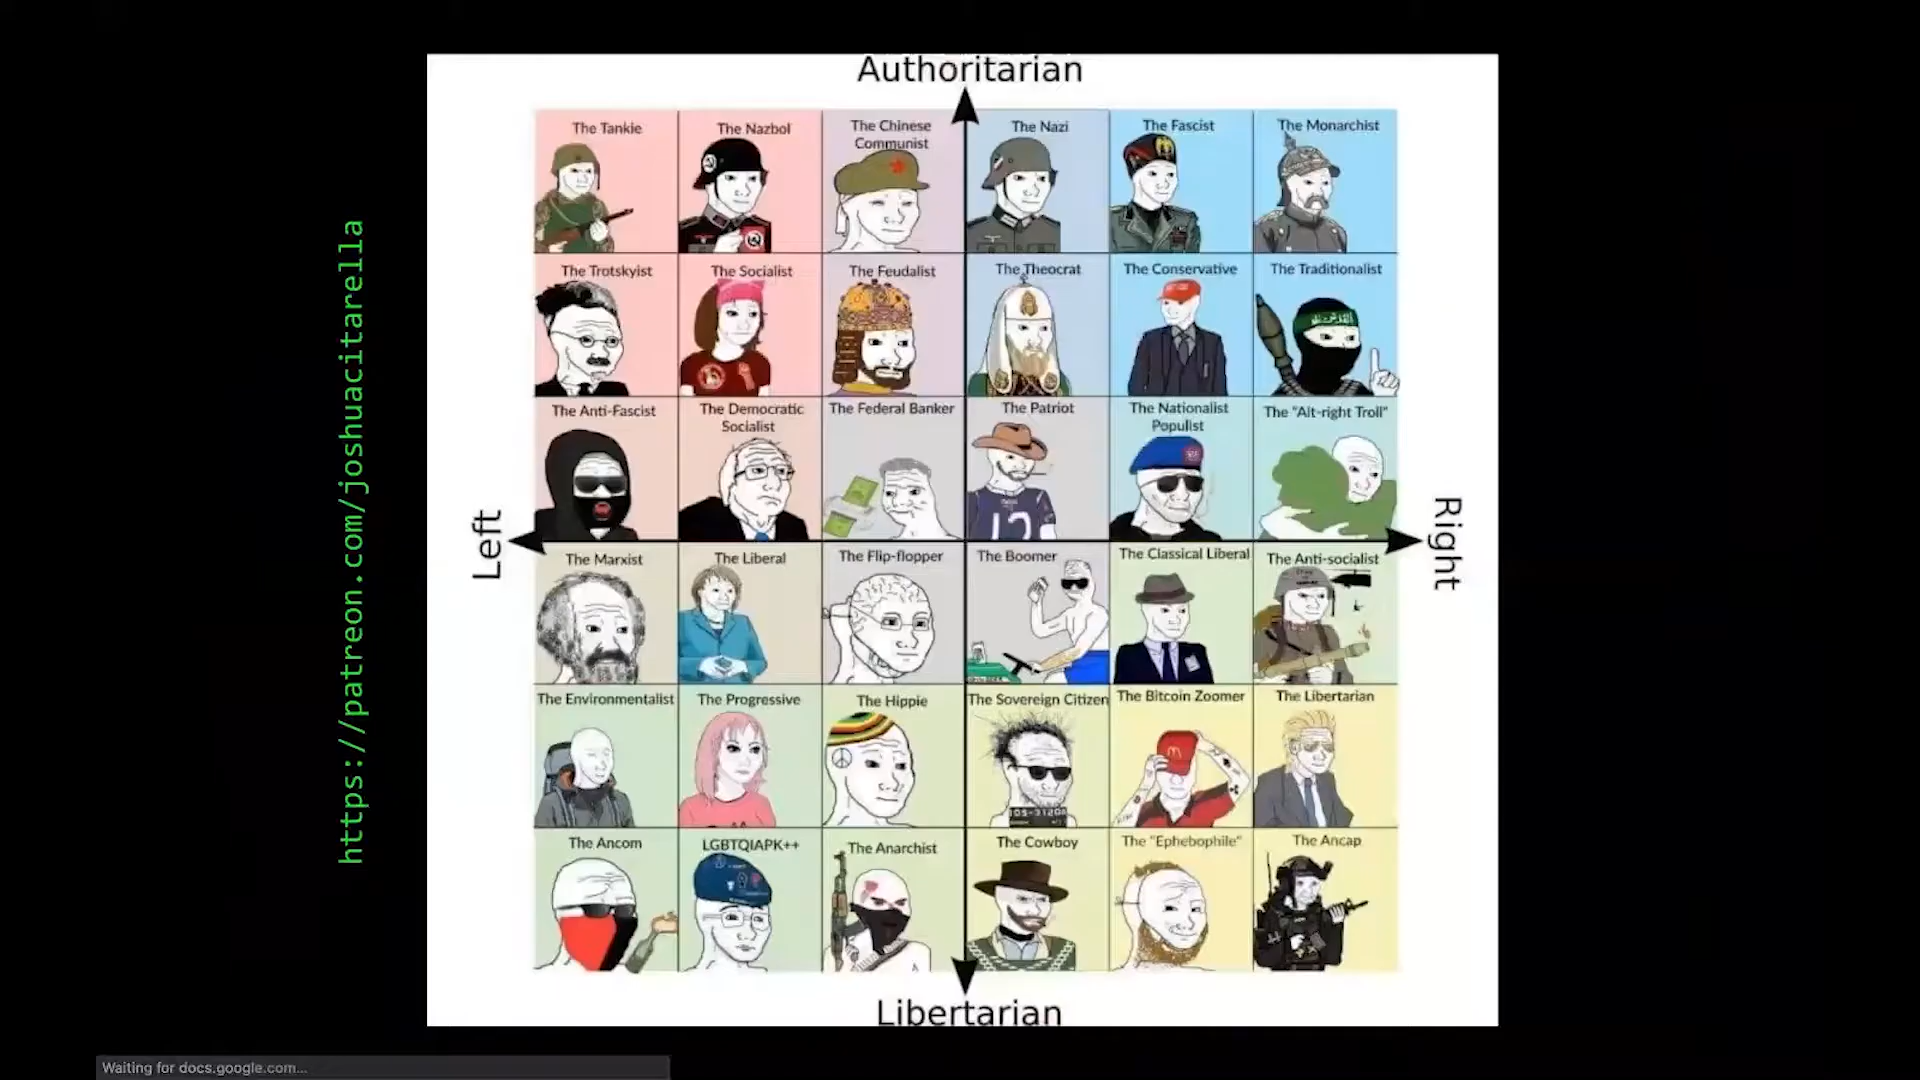 Authoritarian
The Tankie
The Nazbol
The Chinese
Communist
The Nazi
The Fascist
The Monarchist
The Trotskyist
The Socialist
The Feudalist
The Theocrat
The Conservative
The Traditionalist
The Anti-Fascist
The Democratic
Socialist
The Federal Banker
The Patriot
The Nationalist
Populist
The "Alt-right Troll"
12
Left
Right
The Marxist
The Liberal
The Flip-flopper
The Boomer
The Classical Liberal
The Anti-socialist
The Environmentalist
The Progressive
The Hippie
The Sovereign Citizen
The Bitcoin Zoomer
The Libertarian
The Ancom
LGBTQIAPK++
The Anarchist
The Cowboy
The "Ephebophile"
The Ancap
Libertarian
https://patreon.com/joshuacitarella
Waiting for docs.google.com...